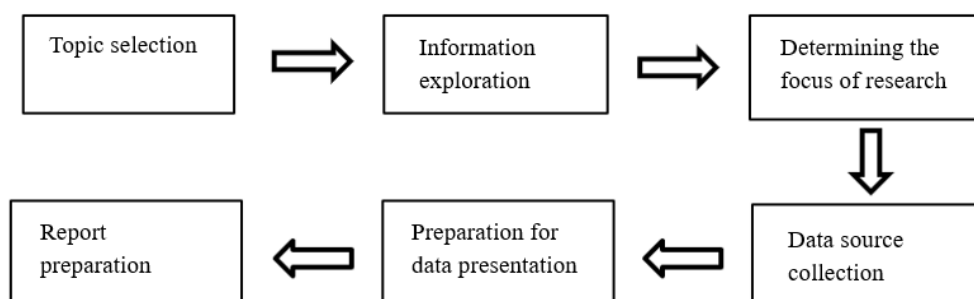 Topic selection
Information
exploration
Determining the
focus of research
Data source
collection
Preparation for
data presentation
Report
preparation